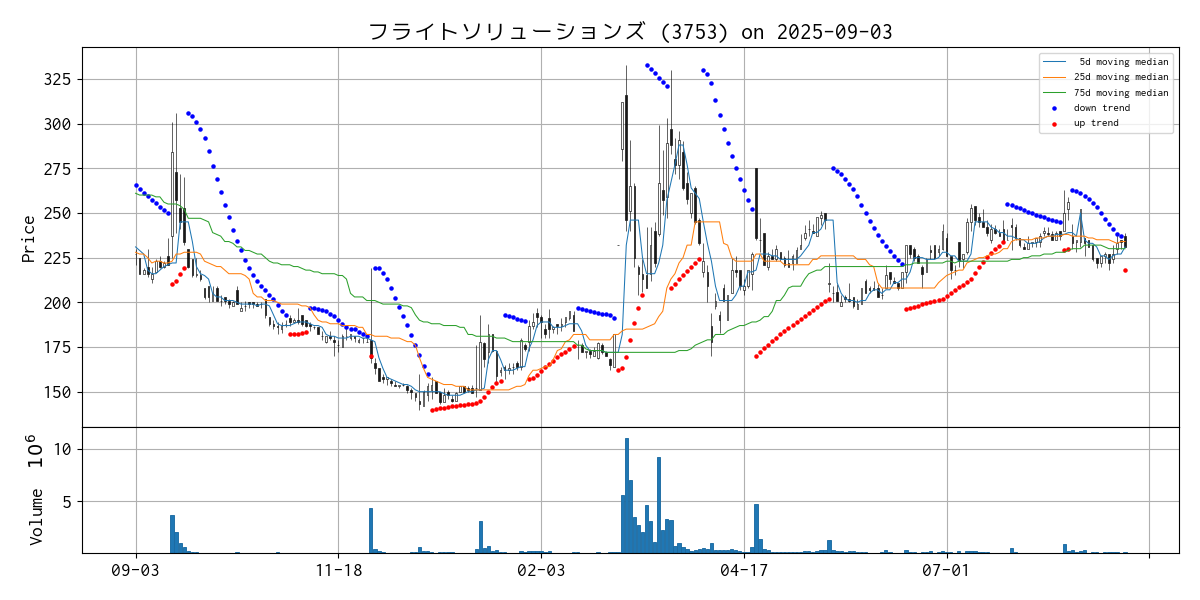 フライトソリューションズ (3753) on 2025-09-03
Price
325
300
275
250
225
200
175
150
5d moving median
25d moving median
75d moving median
down trend
up trend
Volume 10^6
10
5
09-03 11-18 02-03 04-17 07-01